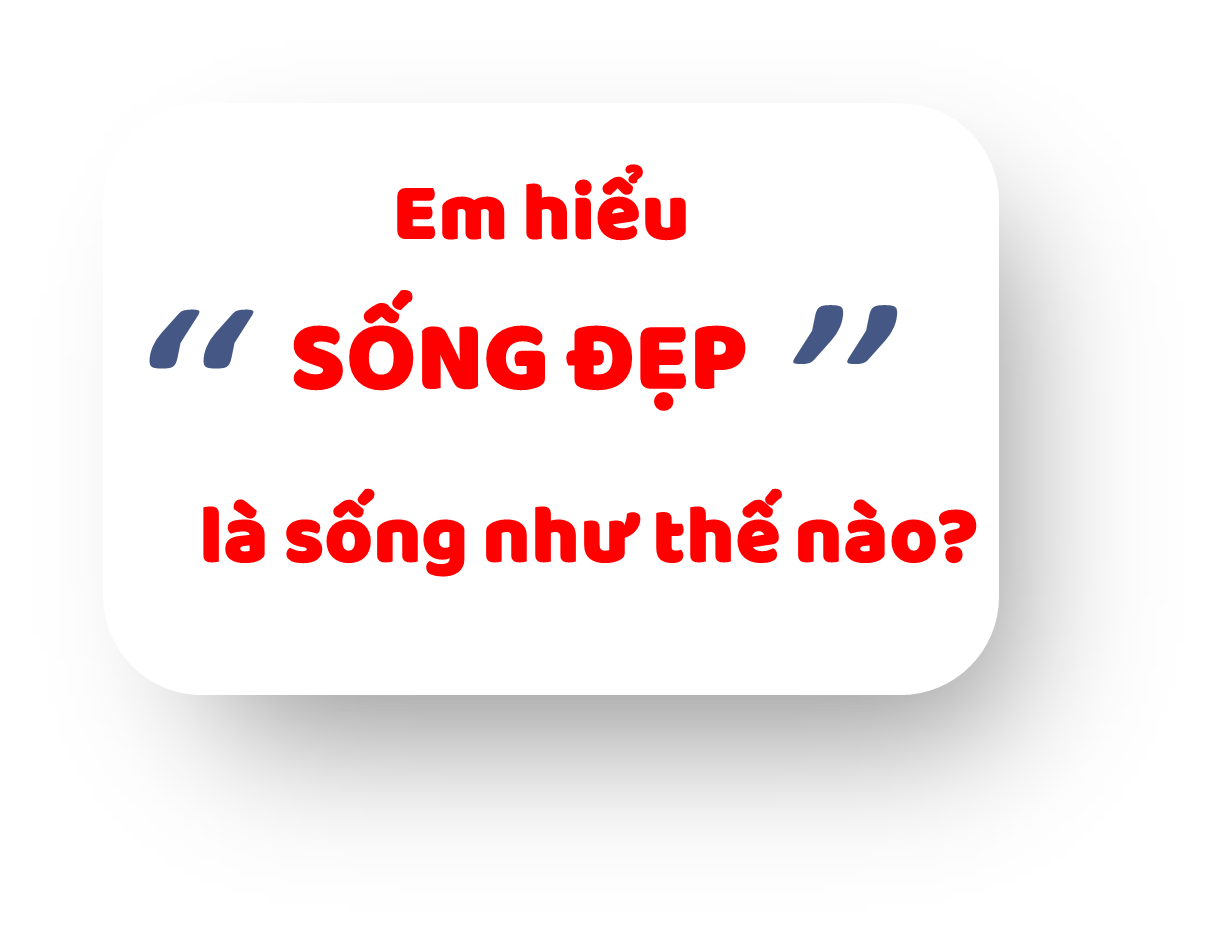 Em hiểu
“ SỐNG ĐẸP ”
là sống như thế nào?